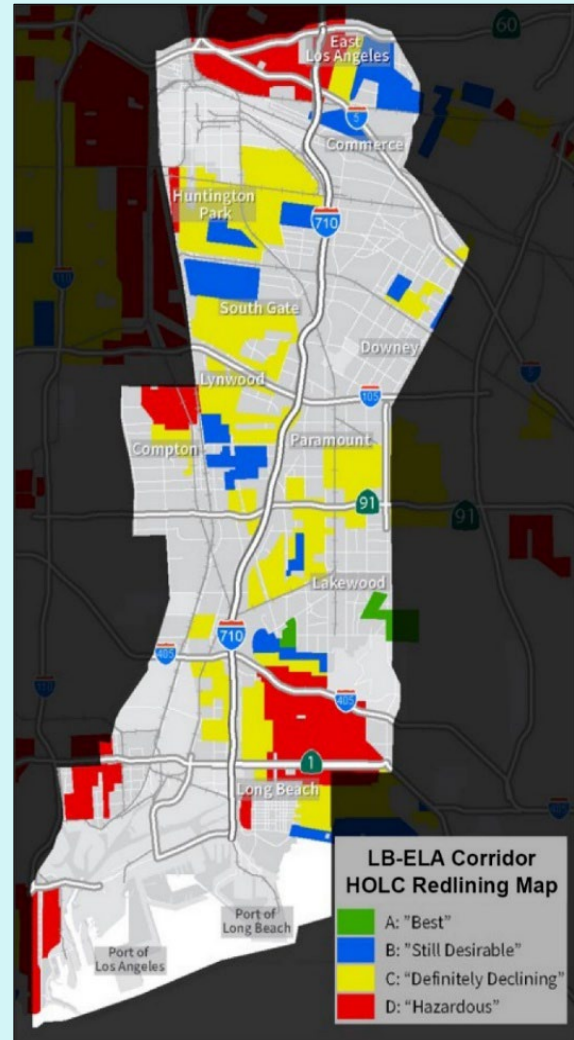 60
East
Los Angeles
5
Commerce
Huntington
Park
710
110
South Gate
Downey
5
Lynwood
105
Compton
Paramount
91
91
Lakewood
710
405
405
110
1
Long Beach
Port of
Long Beach
Port of
Los Angeles
LB-ELA Corridor
HOLC Redlining Map
A: "Best"
B: "Still Desirable"
C: "Definitely Declining"
D: "Hazardous"